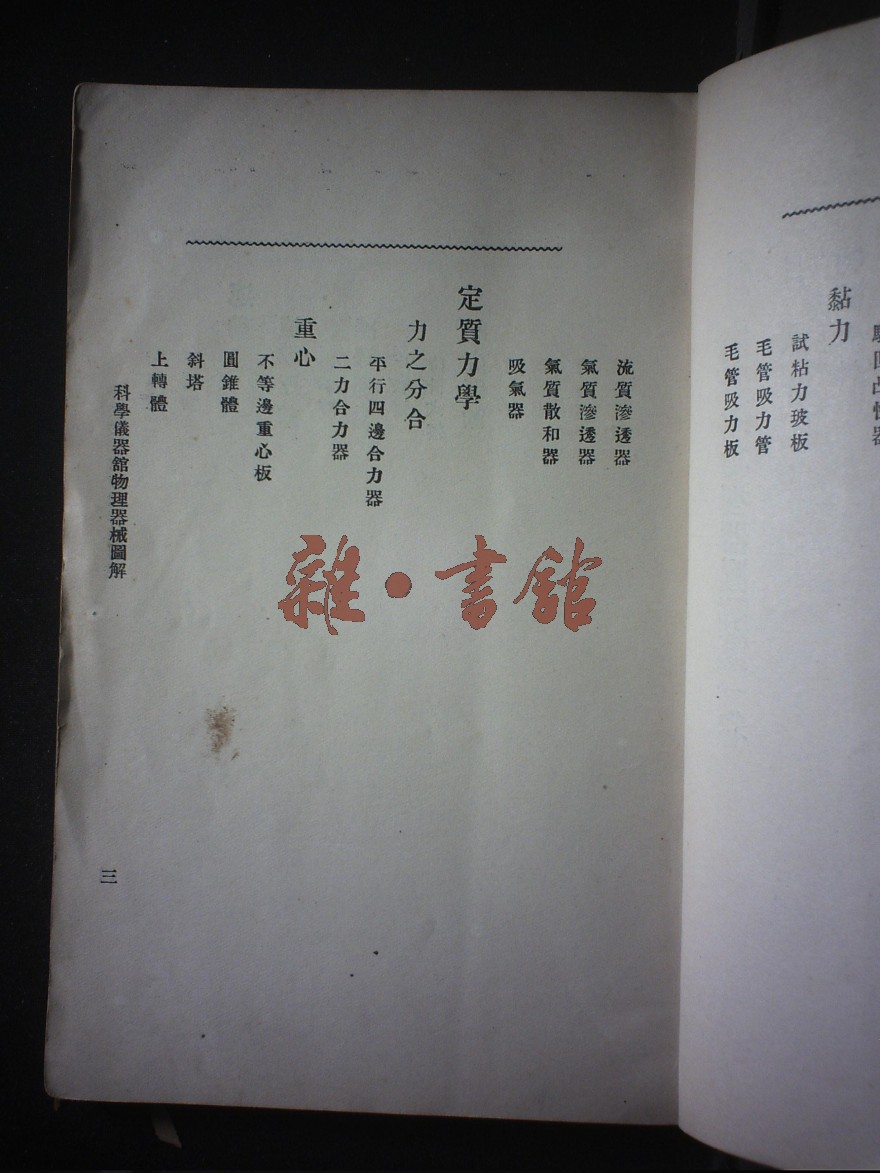 黏力
試粘力玻板
毛管吸力管
毛管吸力板
流質滲透器
氣質滲透器
氣質散和器
吸氣器
定質力學
力之分合
平行四邊合力器
二力合力器
重心
不等邊重心板
圓錐體
斜塔
上轉體
科學儀器舘物理器械圖解
三
雜·書舘